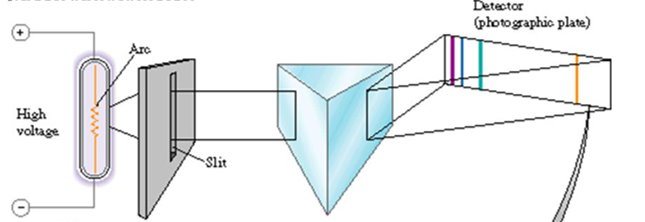 Detector
(photographic plate)
+
Arc
High
voltage
Slit
−